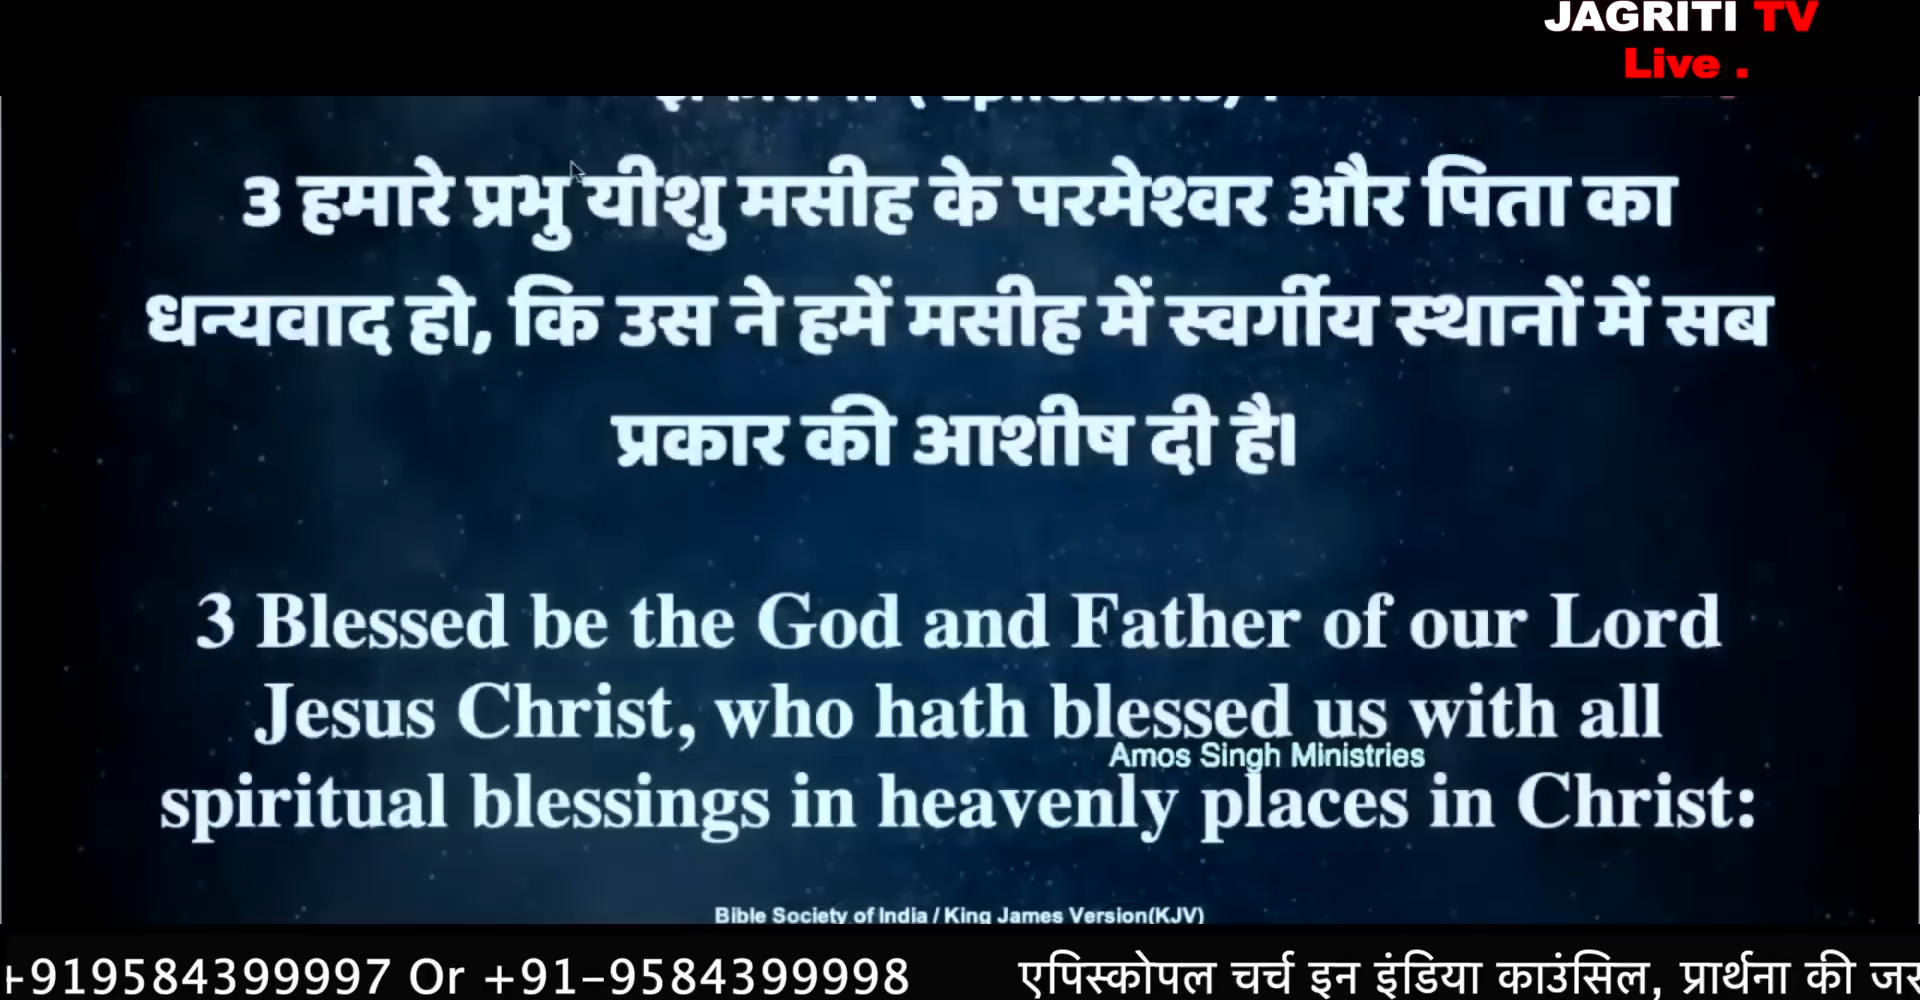 JAGRITI TV
Live .
3 हमारे प्रभु यीशु मसीह के परमेश्वर और पिता का
धन्यवाद हो, कि उस ने हमें मसीह में स्वर्गीय स्थानों में सब
प्रकार की आशीष दी है।
3 Blessed be the God and Father of our Lord
Jesus Christ, who hath blessed us with all
Amos Singh Ministries
spiritual blessings in heavenly places in Christ:
Bible Society of India / King James Version(KJV)
+919584399997 Or +91-9584399998 एपिस्कोपल चर्च इन इंडिया काउंसिल, प्रार्थना की